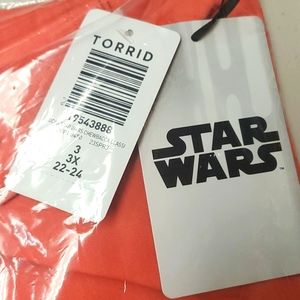 TORRID
19543888
3
3X
22-24
STAR
WARS